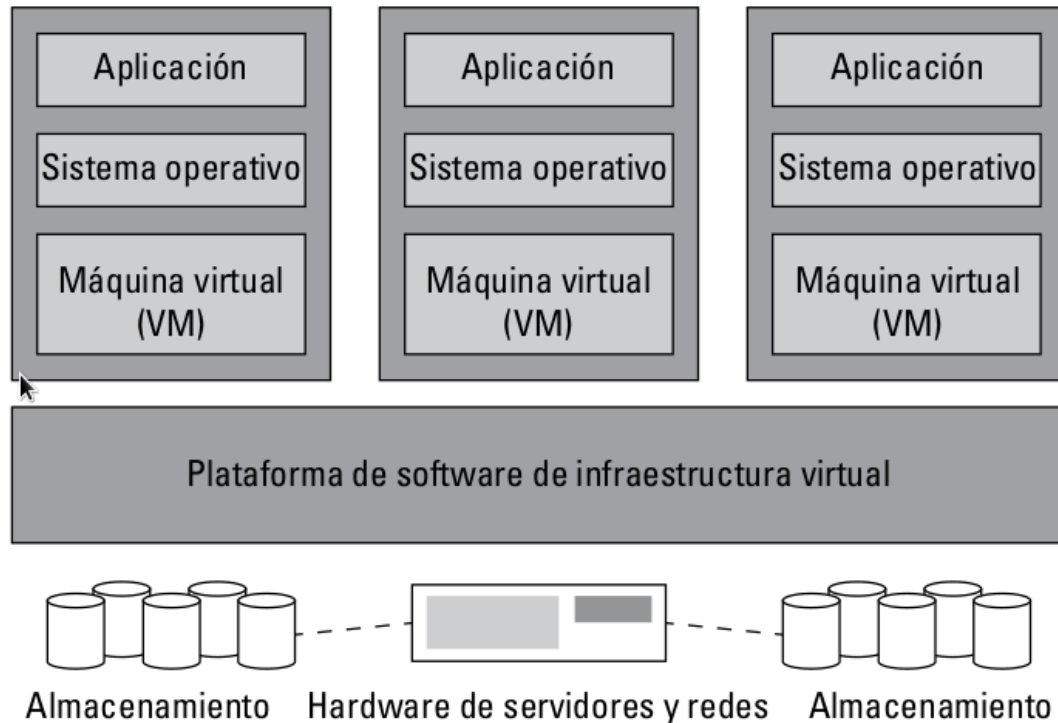 Aplicación
Aplicación
Aplicación
Sistema operativo
Sistema operativo
Sistema operativo
Máquina virtual
(VM)
Máquina virtual
(VM)
Máquina virtual
(VM)
Plataforma de software de infraestructura virtual
Almacenamiento
Hardware de servidores y redes
Almacenamiento